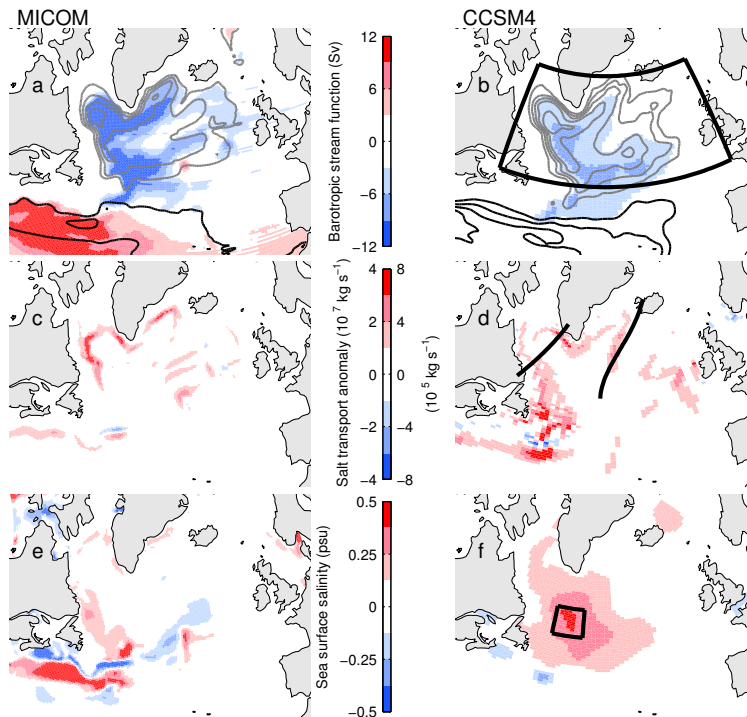 MICOM
CCSM4
a
b
Barotropic stream function (Sv)
12
6
0
−6
−12
c
d
Salt transport anomaly (10⁷ kg s⁻¹)
(10⁵ kg s⁻¹)
4 8
2 4
0 0
−2 −4
−4 −8
e
f
Sea surface salinity (psu)
0.5
0.25
0
−0.25
−0.5